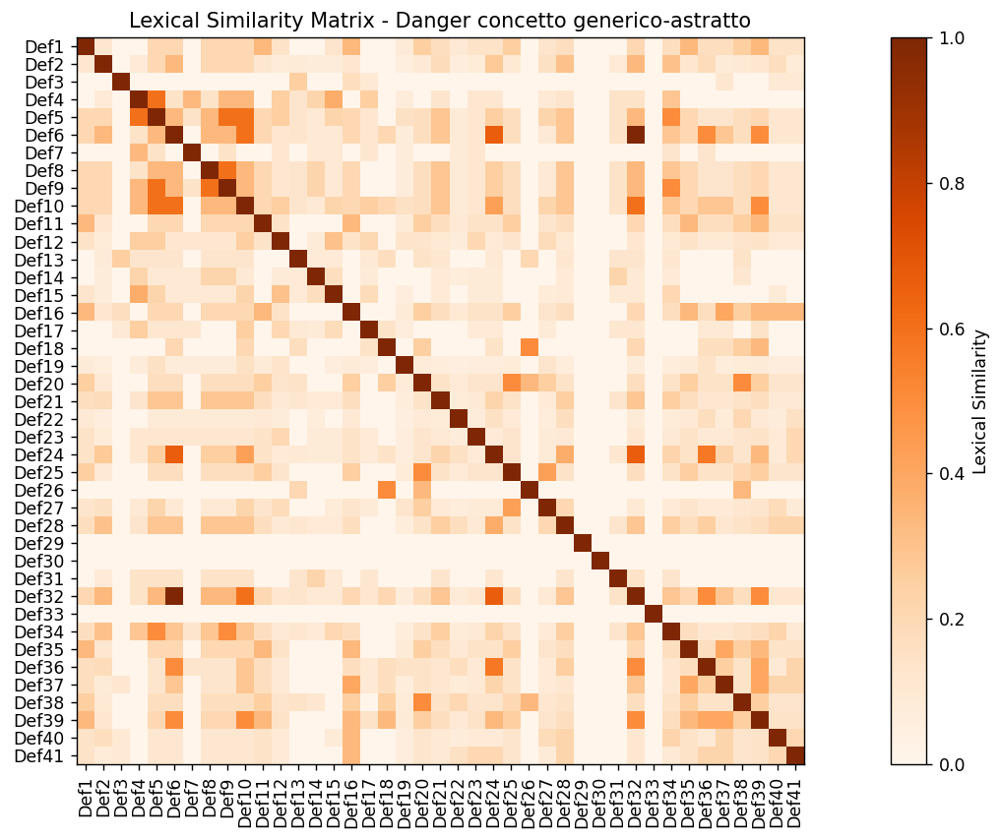 Lexical Similarity Matrix - Danger concetto generico-astratto
Def1
Def2
Def3
Def4
Def5
Def6
Def7
Def8
Def9
Def10
Def11
Def12
Def13
Def14
Def15
Def16
Def17
Def18
Def19
Def20
Def21
Def22
Def23
Def24
Def25
Def26
Def27
Def28
Def29
Def30
Def31
Def32
Def33
Def34
Def35
Def36
Def37
Def38
Def39
Def40
Def41
Def1
Def2
Def3
Def4
Def5
Def6
Def7
Def8
Def9
Def10
Def11
Def12
Def13
Def14
Def15
Def16
Def17
Def18
Def19
Def20
Def21
Def22
Def23
Def24
Def25
Def26
Def27
Def28
Def29
Def30
Def31
Def32
Def33
Def34
Def35
Def36
Def37
Def38
Def39
Def40
Def41
1.0
0.8
0.6
0.4
0.2
0.0
Lexical Similarity